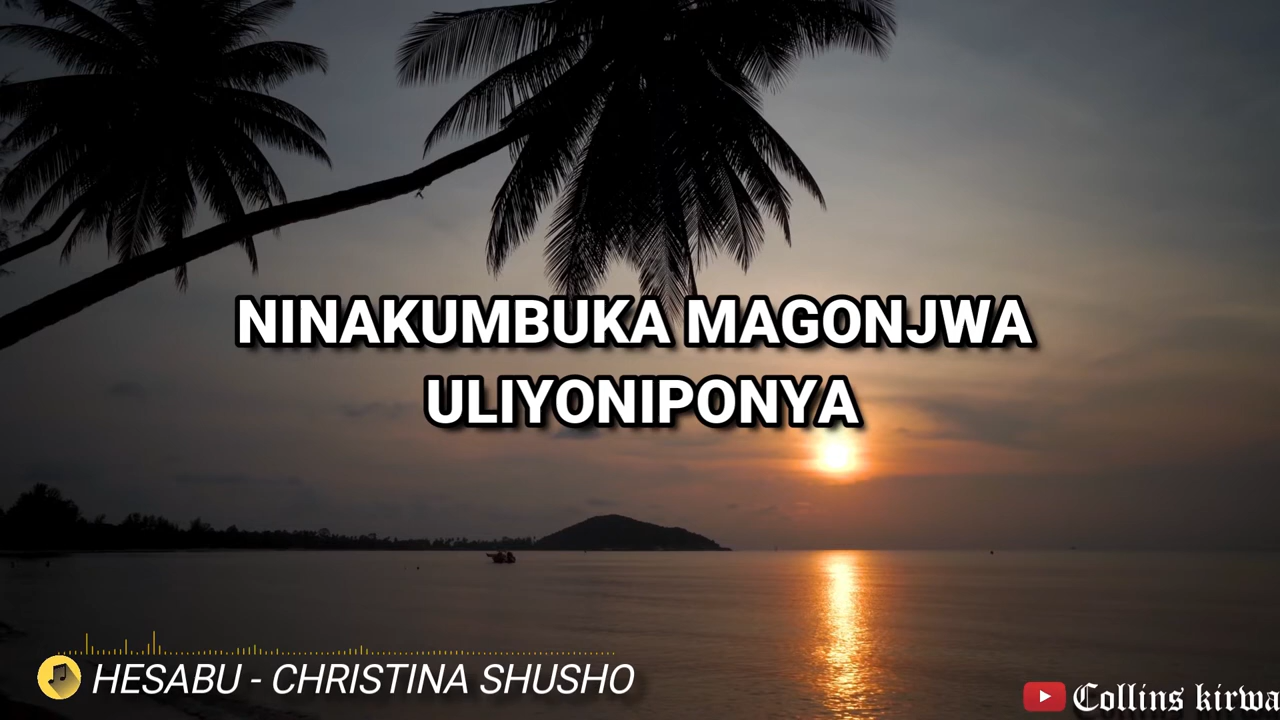 NINAKUMBUKA MAGONJWA
ULIYONIPONYA
HESABU - CHRISTINA SHUSHO
Collins kirwa